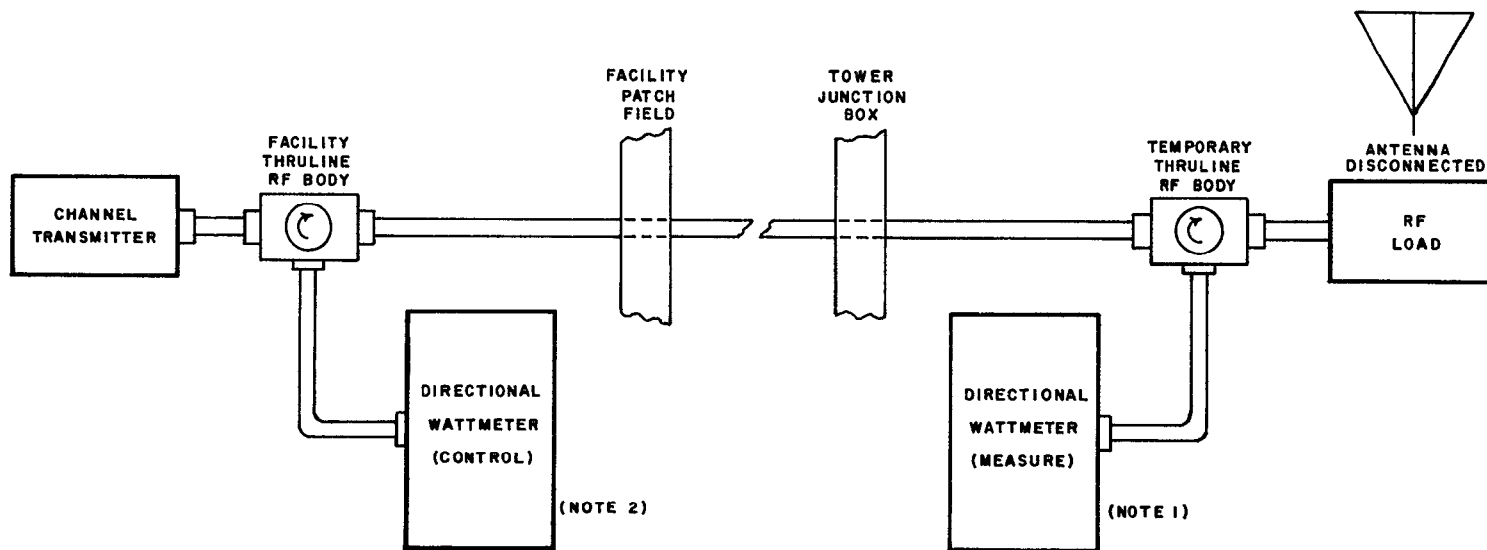 FACILITY
PATCH
FIELD
TOWER
JUNCTION
BOX
FACILITY
THRULINE
RF BODY
TEMPORARY
THRULINE
RF BODY
ANTENNA
DISCONNECTED
CHANNEL
TRANSMITTER
RF
LOAD
DIRECTIONAL
WATTMETER
(CONTROL)
(NOTE 2)
DIRECTIONAL
WATTMETER
(MEASURE)
(NOTE 1)